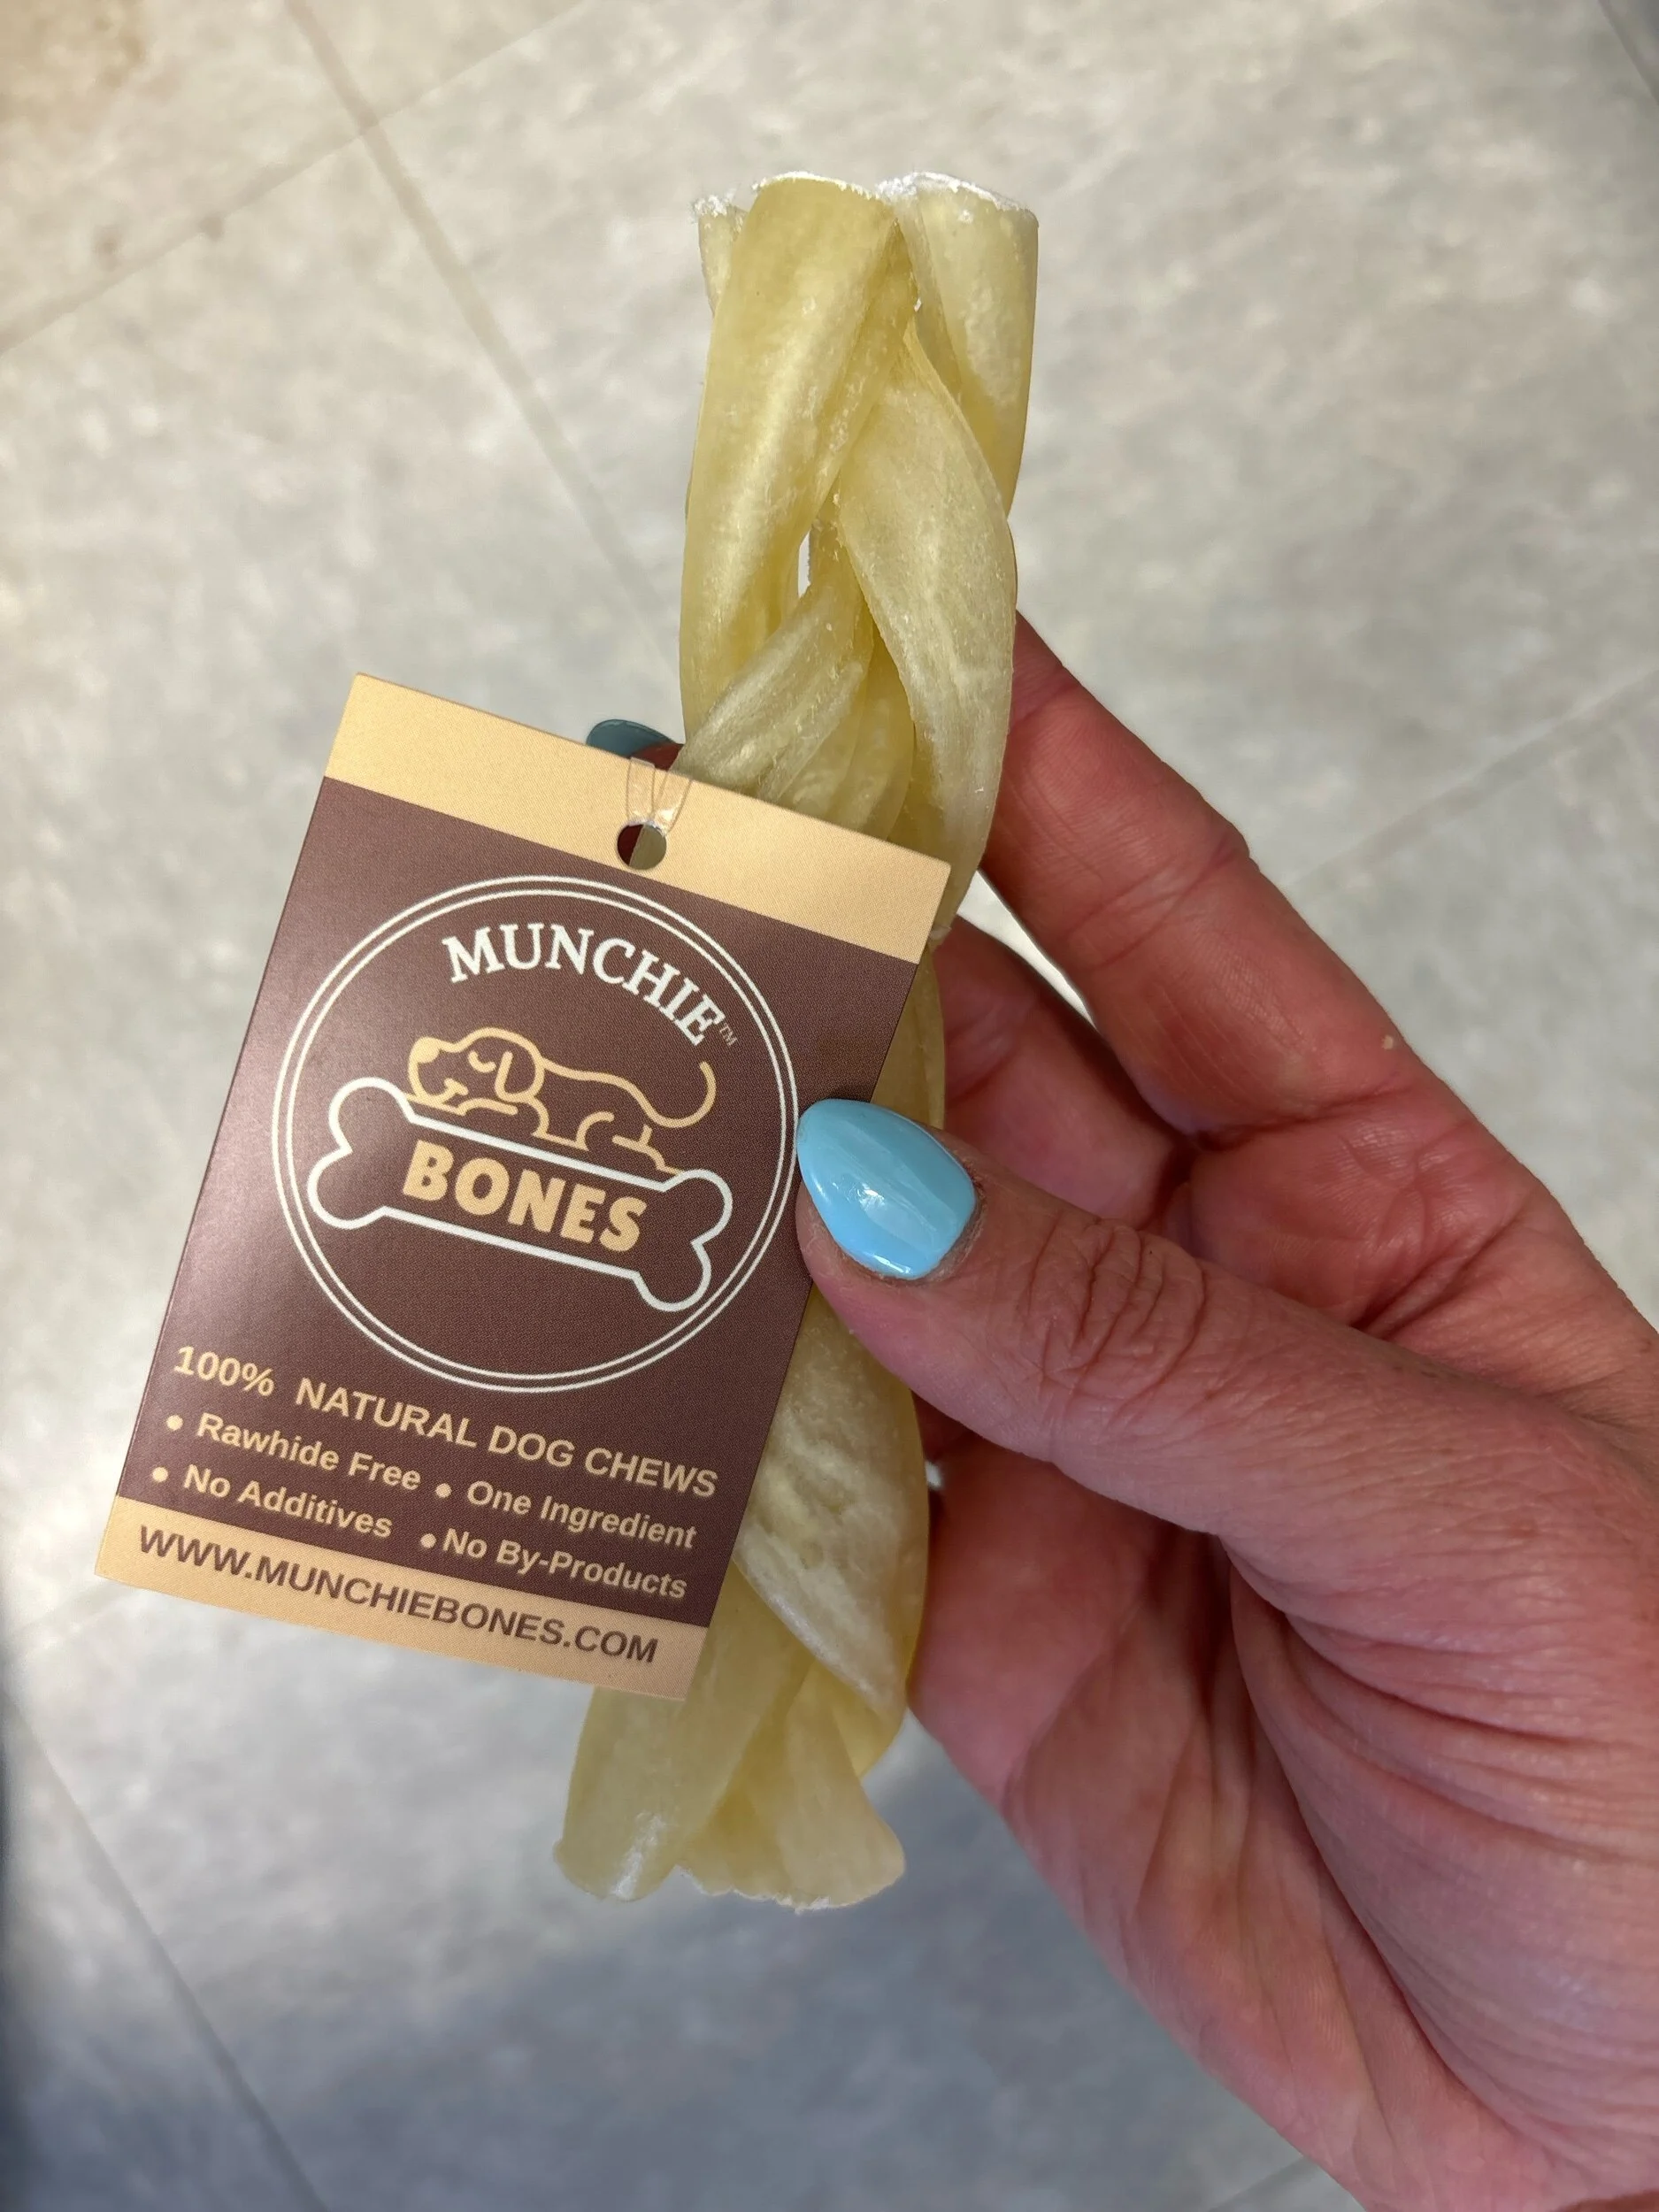 MUNCHIE™
BONES
100% NATURAL DOG CHEWS
• Rawhide Free • One Ingredient
• No Additives • No By-Products
WWW.MUNCHIEBONES.COM